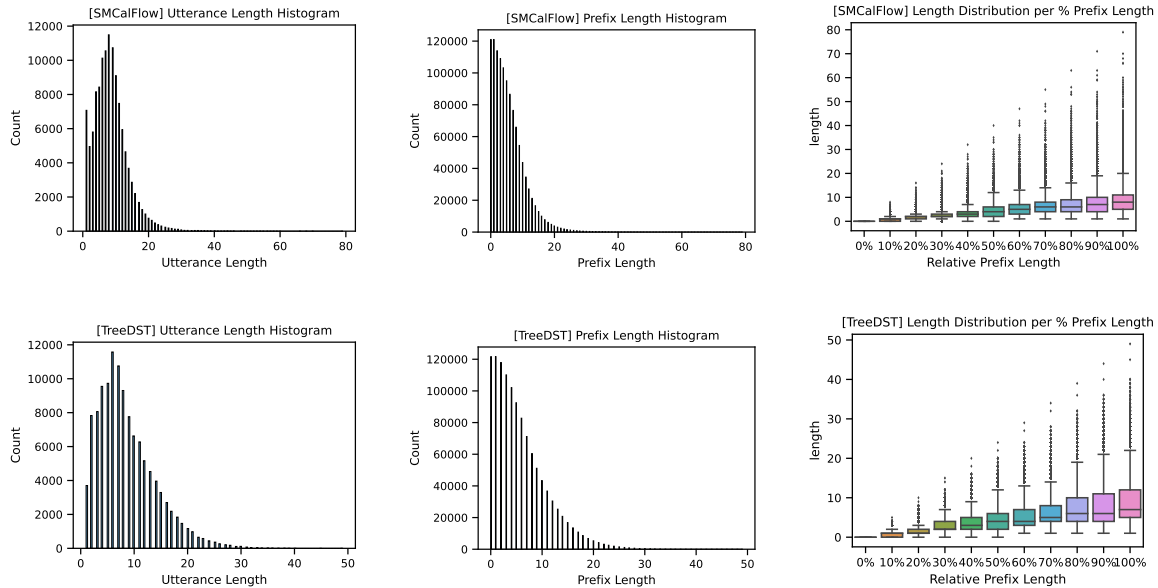 [SMCalFlow] Utterance Length Histogram
12000
10000
8000
6000
4000
2000
0
Count
0 20 40 60 80
Utterance Length
[SMCalFlow] Prefix Length Histogram
120000
100000
80000
60000
40000
20000
0
Count
0 20 40 60 80
Prefix Length
[SMCalFlow] Length Distribution per % Prefix Length
80
70
60
50
40
30
20
10
0
length
0% 10% 20% 30% 40% 50% 60% 70% 80% 90% 100%
Relative Prefix Length
[TreeDST] Utterance Length Histogram
12000
10000
8000
6000
4000
2000
0
Count
0 10 20 30 40 50
Utterance Length
[TreeDST] Prefix Length Histogram
120000
100000
80000
60000
40000
20000
0
Count
0 10 20 30 40 50
Prefix Length
[TreeDST] Length Distribution per % Prefix Length
50
40
30
20
10
0
length
0% 10% 20% 30% 40% 50% 60% 70% 80% 90% 100%
Relative Prefix Length